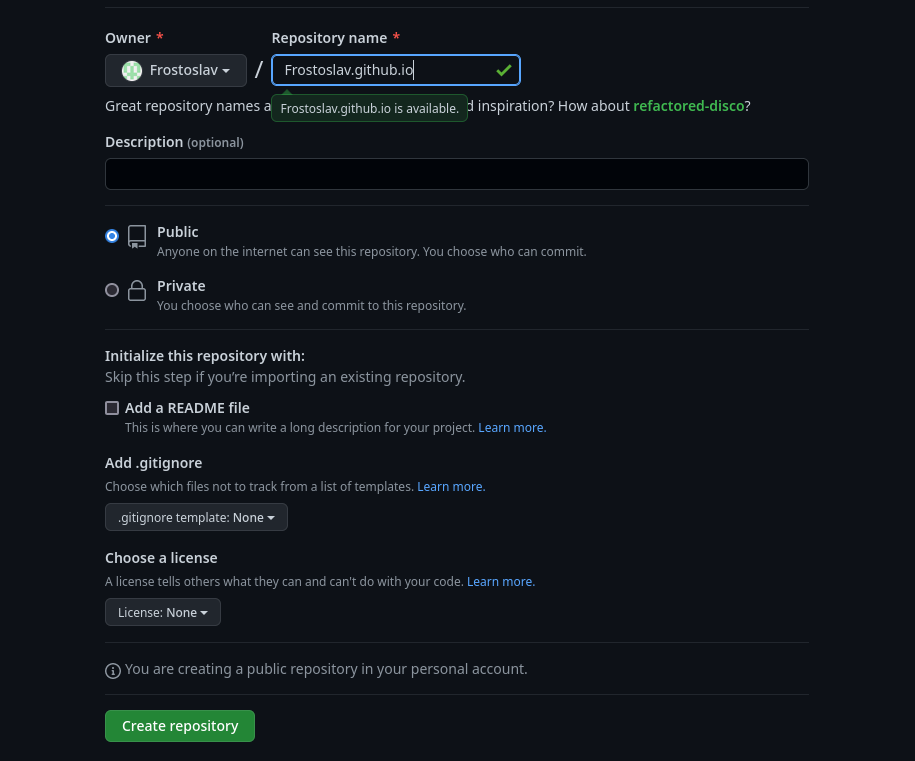 Owner * Repository name *
Frostoslav / Frostoslav.github.io
Great repository names a d inspiration? How about refactored-disco?
Frostoslav.github.io is available.
Description (optional)
Public
Anyone on the internet can see this repository. You choose who can commit.
Private
You choose who can see and commit to this repository.
Initialize this repository with:
Skip this step if you’re importing an existing repository.
Add a README file
This is where you can write a long description for your project. Learn more.
Add .gitignore
Choose which files not to track from a list of templates. Learn more.
.gitignore template: None
Choose a license
A license tells others what they can and can't do with your code. Learn more.
License: None
You are creating a public repository in your personal account.
Create repository